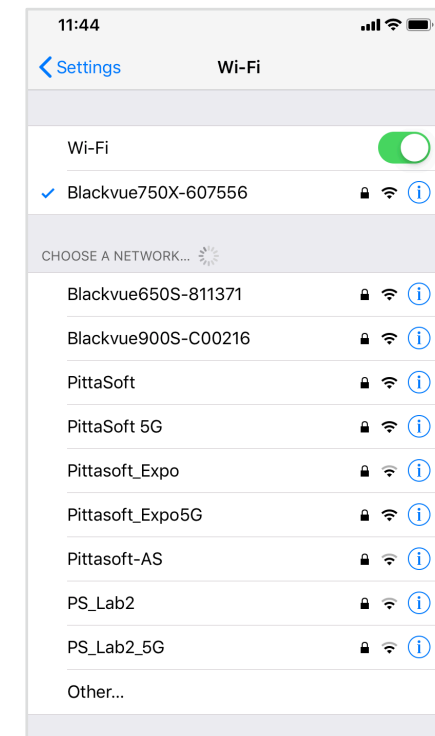 11:44
Settings Wi-Fi
Wi-Fi
Blackvue750X-607556
CHOOSE A NETWORK...
Blackvue650S-811371
Blackvue900S-C00216
PittaSoft
PittaSoft 5G
Pittasoft_Expo
Pittasoft_Expo5G
Pittasoft-AS
PS_Lab2
PS_Lab2_5G
Other...